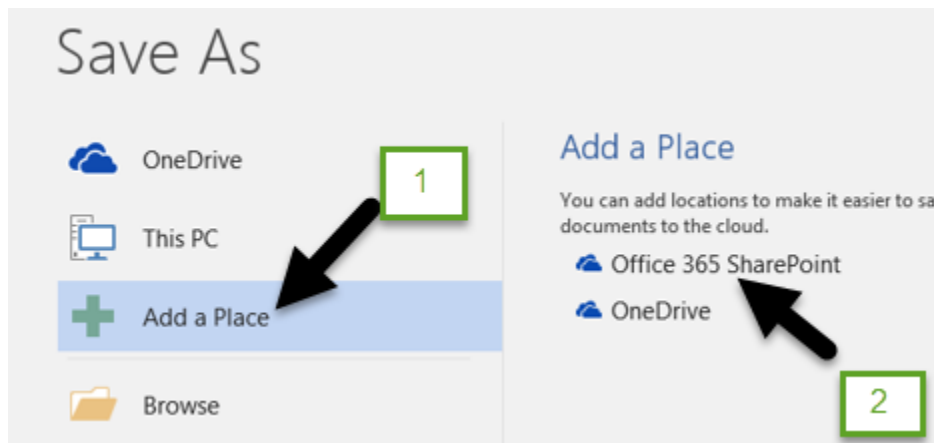 Save As
OneDrive
1
This PC
Add a Place
Browse
Add a Place
You can add locations to make it easier to sa
documents to the cloud.
Office 365 SharePoint
OneDrive
2